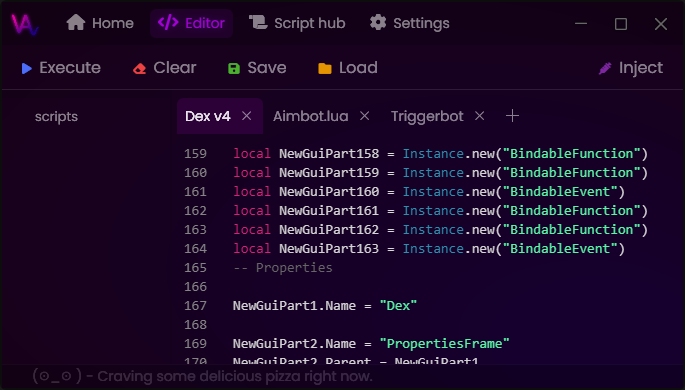 Home Editor Script hub Settings
Execute Clear Save Load Inject
scripts Dex v4 Aimbot.lua Triggerbot
159 local NewGuiPart158 = Instance.new("BindableFunction")
160 local NewGuiPart159 = Instance.new("BindableFunction")
161 local NewGuiPart160 = Instance.new("BindableEvent")
162 local NewGuiPart161 = Instance.new("BindableFunction")
163 local NewGuiPart162 = Instance.new("BindableFunction")
164 local NewGuiPart163 = Instance.new("BindableEvent")
165 -- Properties
166
167 NewGuiPart1.Name = "Dex"
168
169 NewGuiPart2.Name = "PropertiesFrame"
170 NewGuiPart2.Parent = NewGuiPart1
(⊙_⊙ ) - Craving some delicious pizza right now.